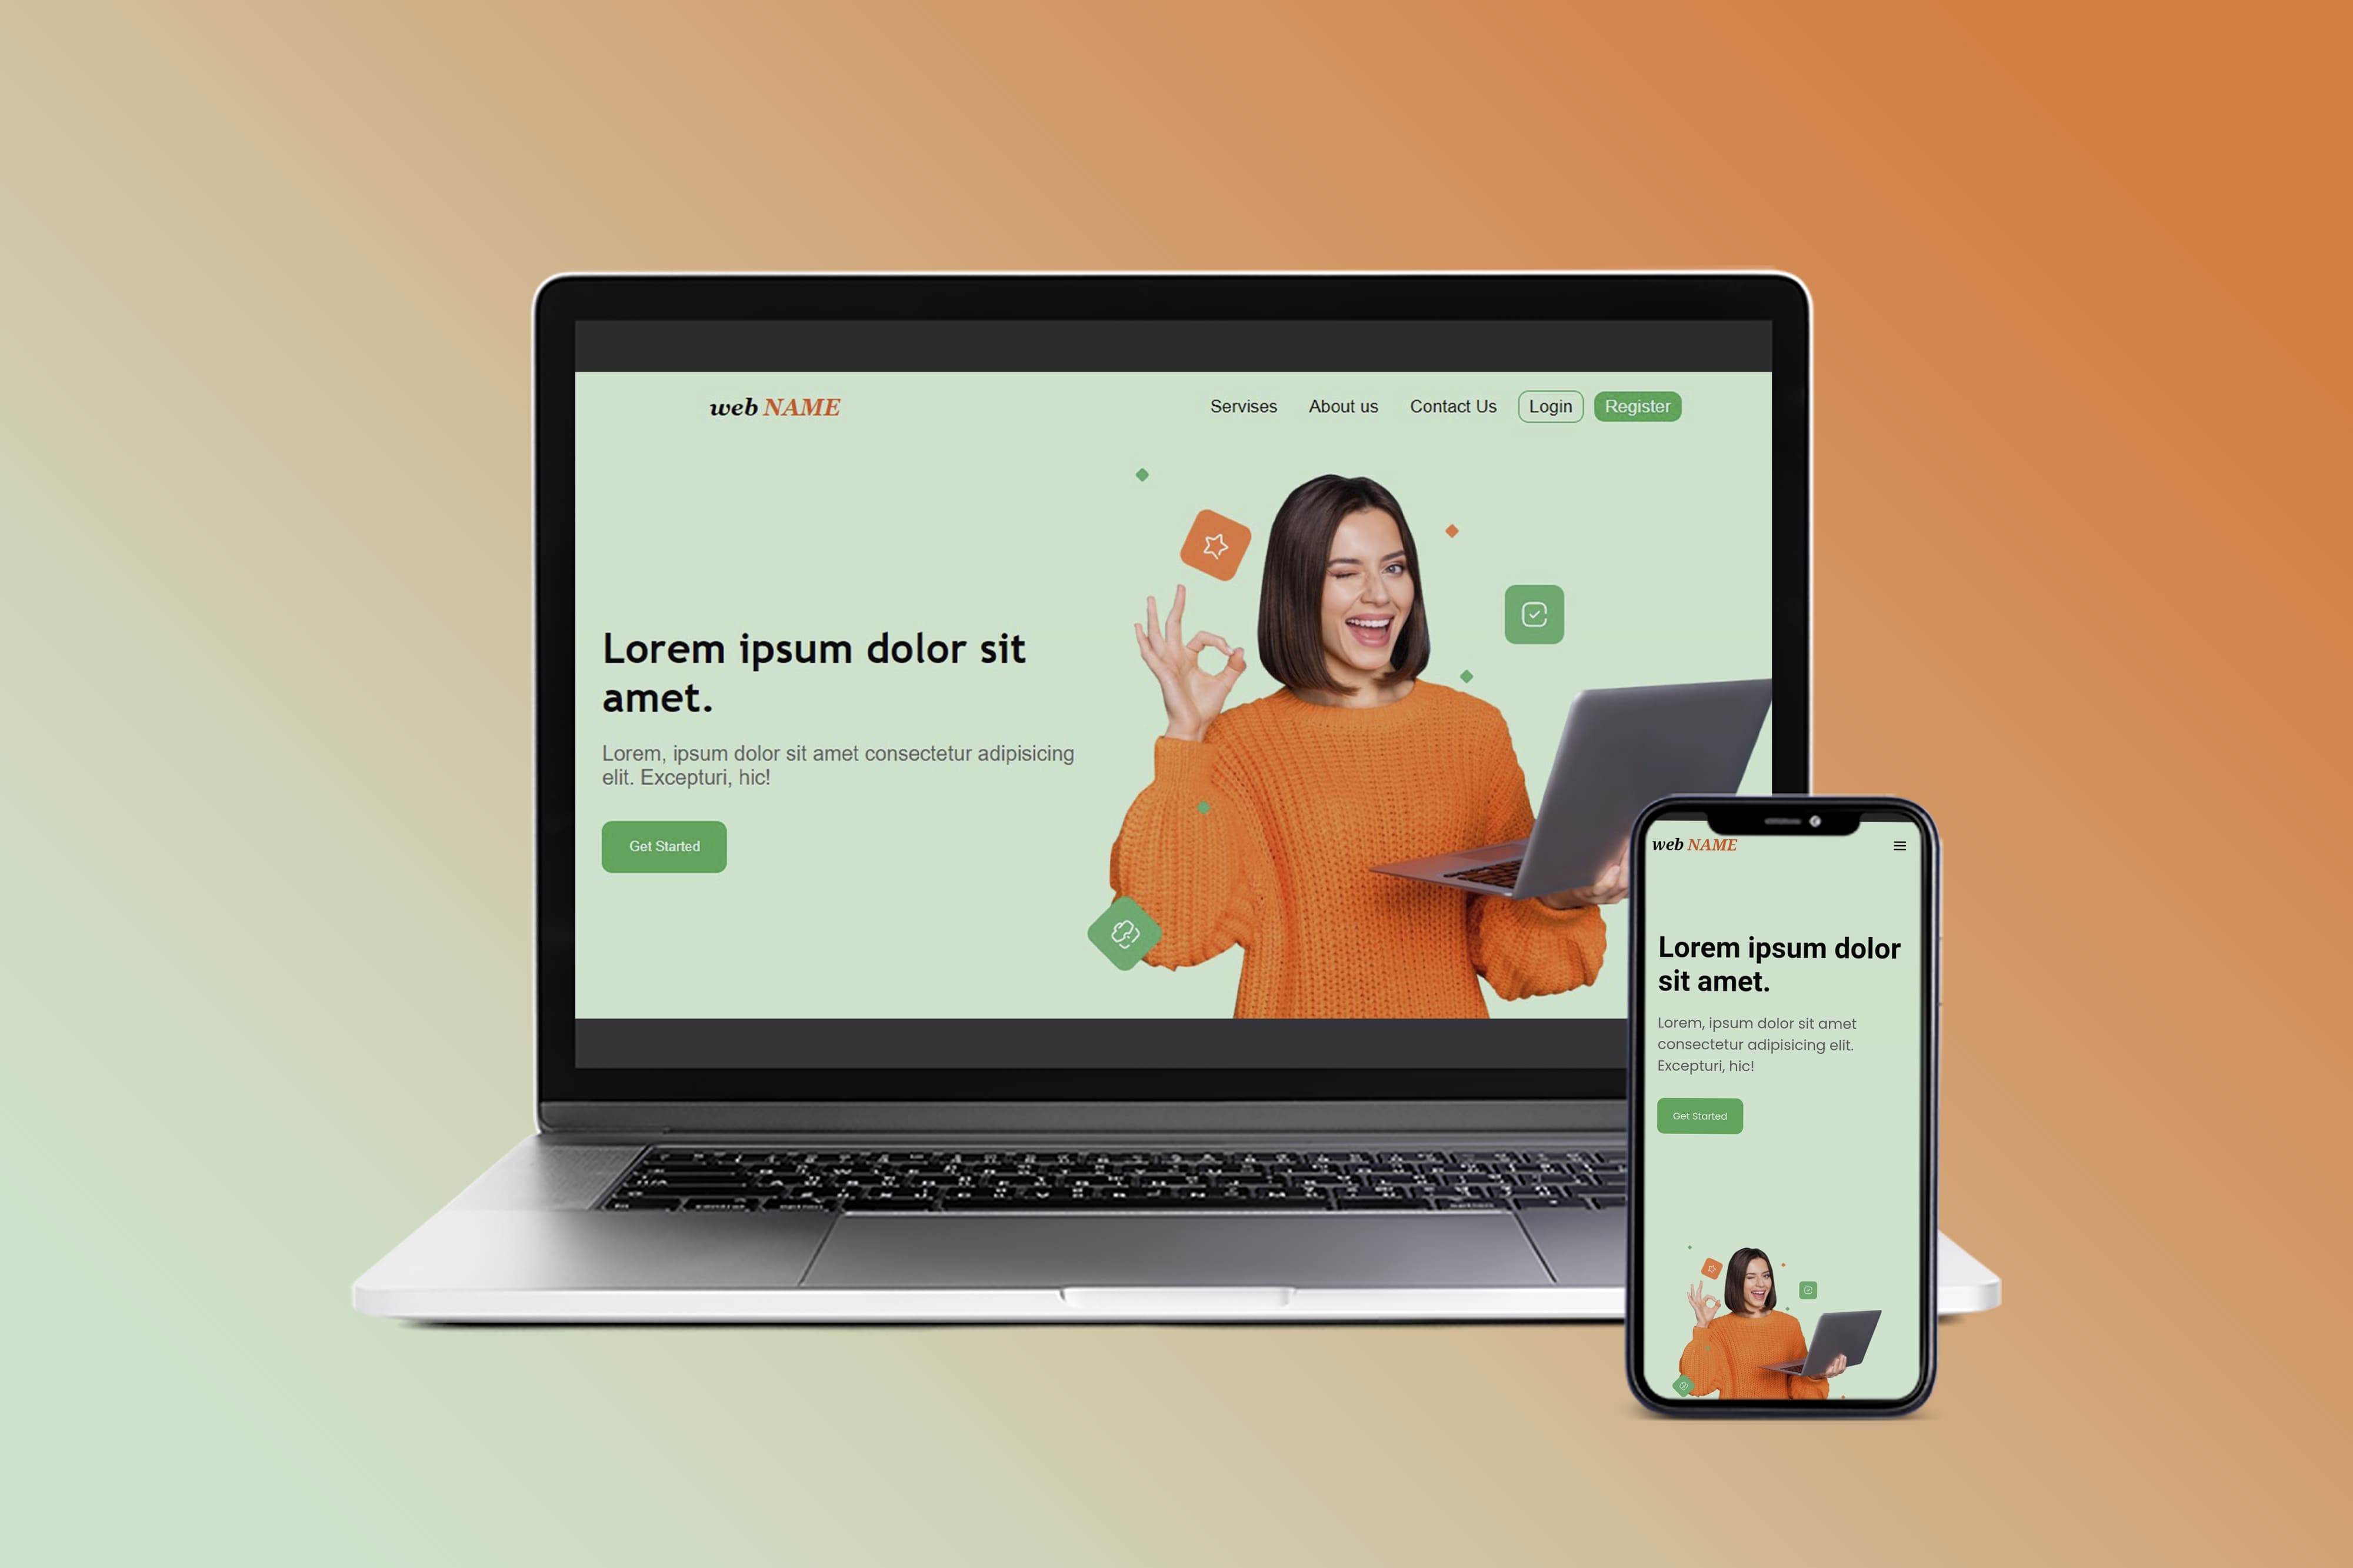 web NAME
Servises About us Contact Us Login Register
Lorem ipsum dolor sit
amet.
Lorem, ipsum dolor sit amet consectetur adipisicing
elit. Excepturi, hic!
Get Started
web NAME
Lorem ipsum dolor
sit amet.
Lorem, ipsum dolor sit amet
consectetur adipisicing elit.
Excepturi, hic!
Get Started